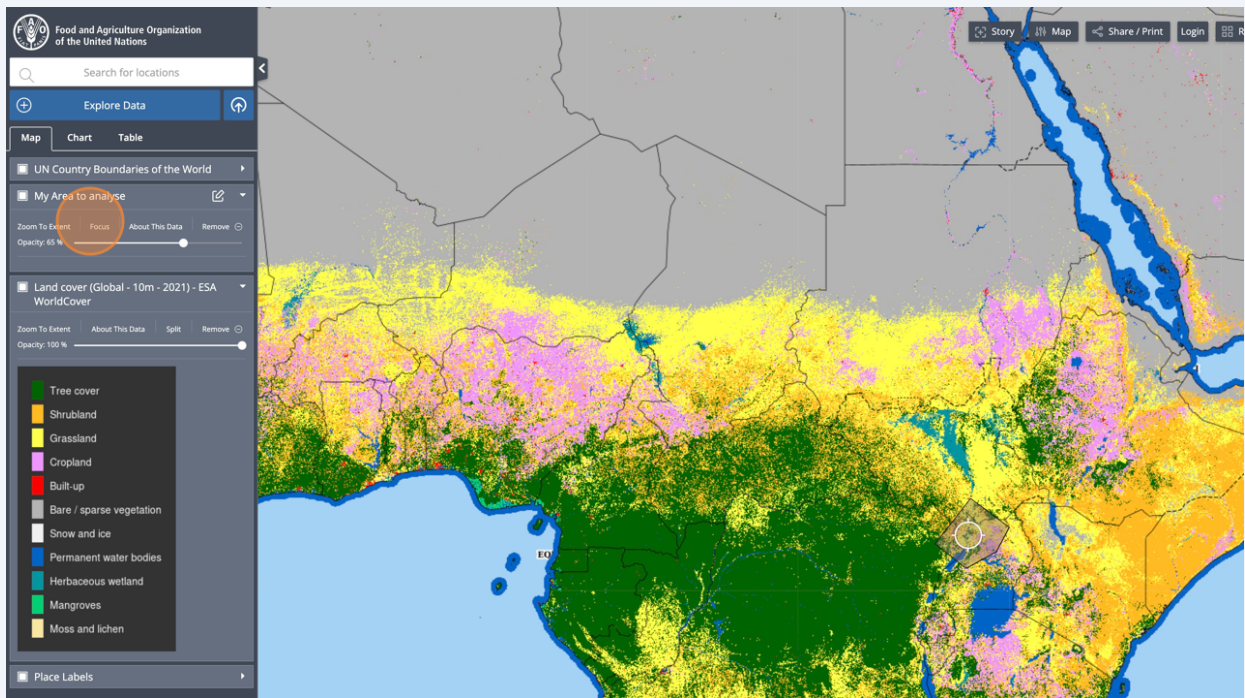 Food and Agriculture Organization
of the United Nations
Search for locations
Explore Data
Map Chart Table
UN Country Boundaries of the World
My Area to analyse
Zoom To Extent Focus About This Data Remove
Opacity: 65 %
Land cover (Global - 10m - 2021) - ESA
WorldCover
Zoom To Extent About This Data Split Remove
Opacity: 100 %
Tree cover
Shrubland
Grassland
Cropland
Built-up
Bare / sparse vegetation
Snow and ice
Permanent water bodies
Herbaceous wetland
Mangroves
Moss and lichen
Place Labels
Story Map Share / Print Login R
EQ